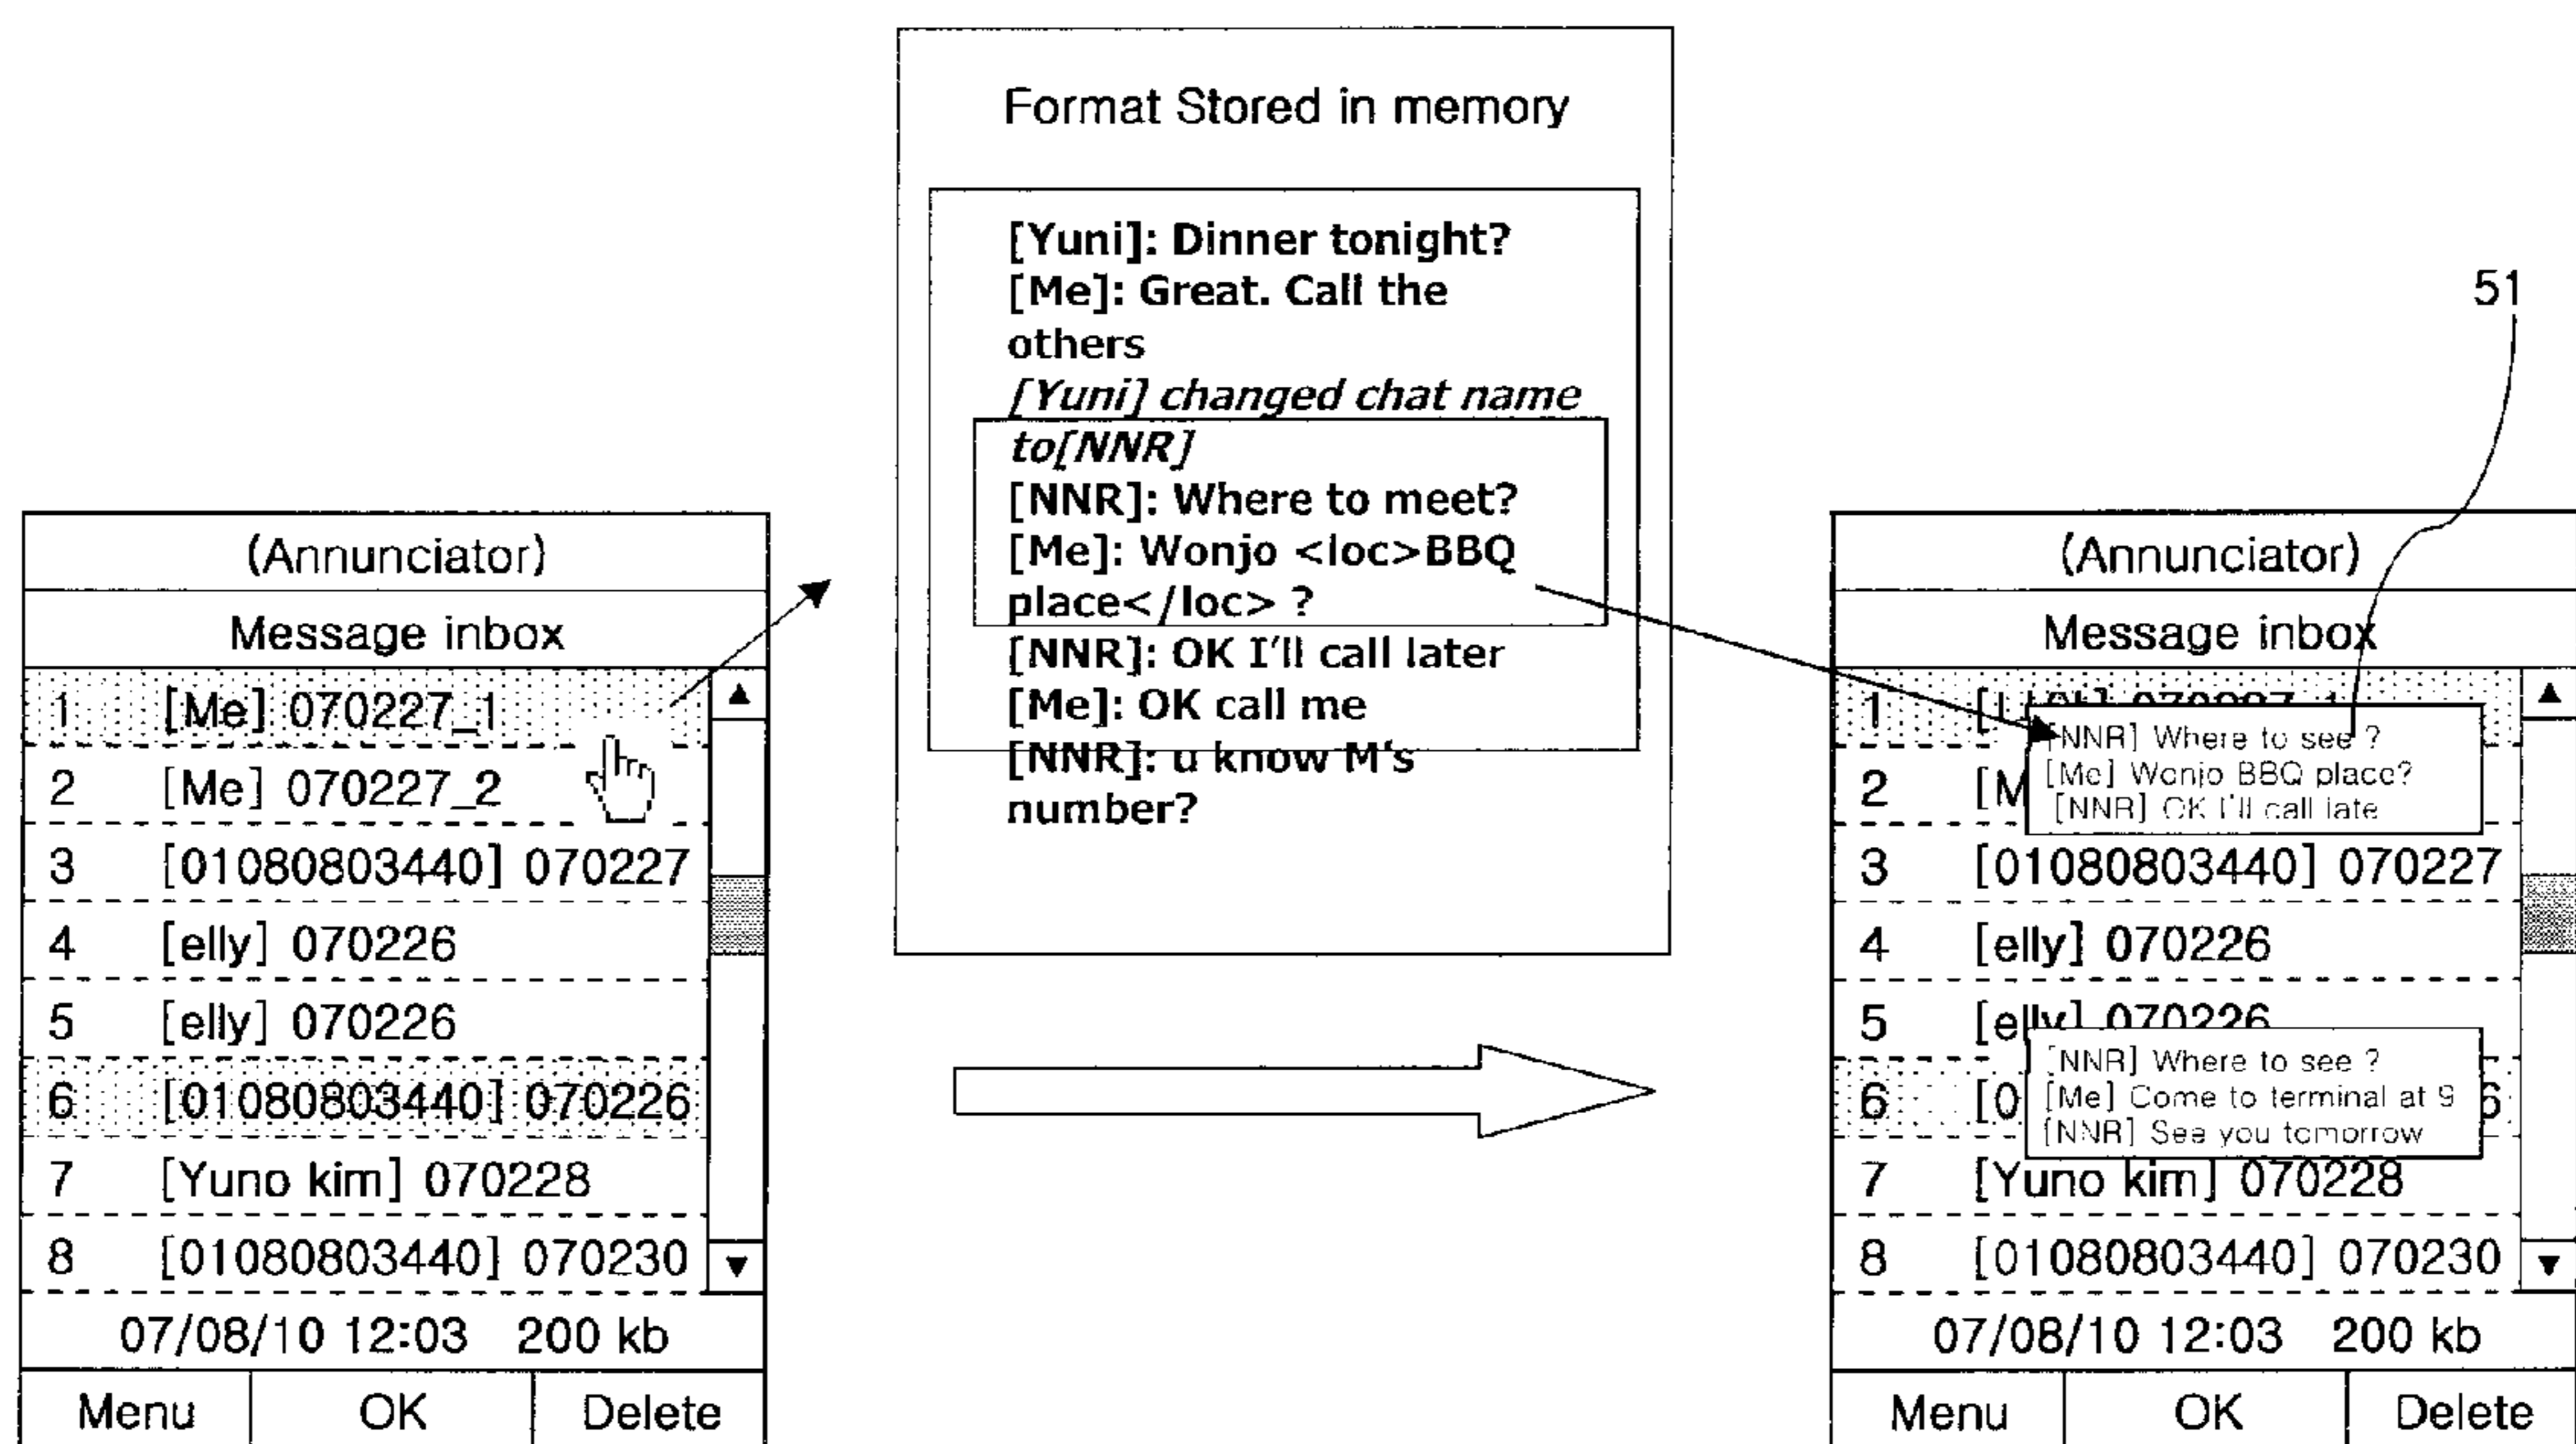 Format Stored in memory
[Yuni]: Dinner tonight?
[Me]: Great. Call the
others
[Yuni] changed chat name
to[NNR]
[NNR]: Where to meet?
[Me]: Wonjo <loc>BBQ
place</loc> ?
[NNR]: OK I'll call later
[Me]: OK call me
[NNR]: u know M's
number?
(Annunciator)
Message inbox
1 [Me] 070227_1
2 [Me] 070227_2
3 [01080803440] 070227
4 [elly] 070226
5 [elly] 070226
6 [01080803440] 070226
7 [Yuno kim] 070228
8 [01080803440] 070230
07/08/10 12:03 200 kb
Menu OK Delete
51
(Annunciator)
Message inbox
1
[NNR] Where to see ?
[Me] Wonjo BBQ place?
[NNR] OK I'll call late
2 [M
3 [01080803440] 070227
4 [elly] 070226
5 [elly] 070226
[NNR] Where to see ?
[Me] Come to terminal at 9
[NNR] See you tomorrow
6 [0 6
7 [Yuno kim] 070228
8 [01080803440] 070230
07/08/10 12:03 200 kb
Menu OK Delete